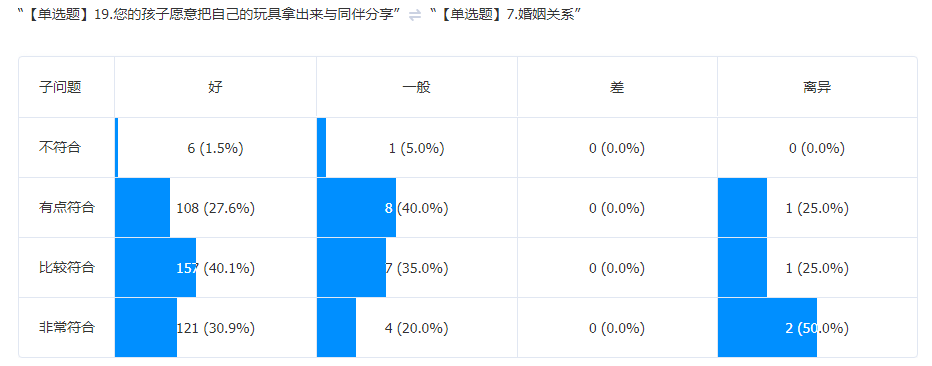 “【单选题】19.您的孩子愿意把自己的玩具拿出来与同伴分享” ⇌ “【单选题】7.婚姻关系”
子问题 好 一般 差 离异
不符合 6 (1.5%) 1 (5.0%) 0 (0.0%) 0 (0.0%)
有点符合 108 (27.6%) 8 (40.0%) 0 (0.0%) 1 (25.0%)
比较符合 157 (40.1%) 7 (35.0%) 0 (0.0%) 1 (25.0%)
非常符合 121 (30.9%) 4 (20.0%) 0 (0.0%) 2 (50.0%)